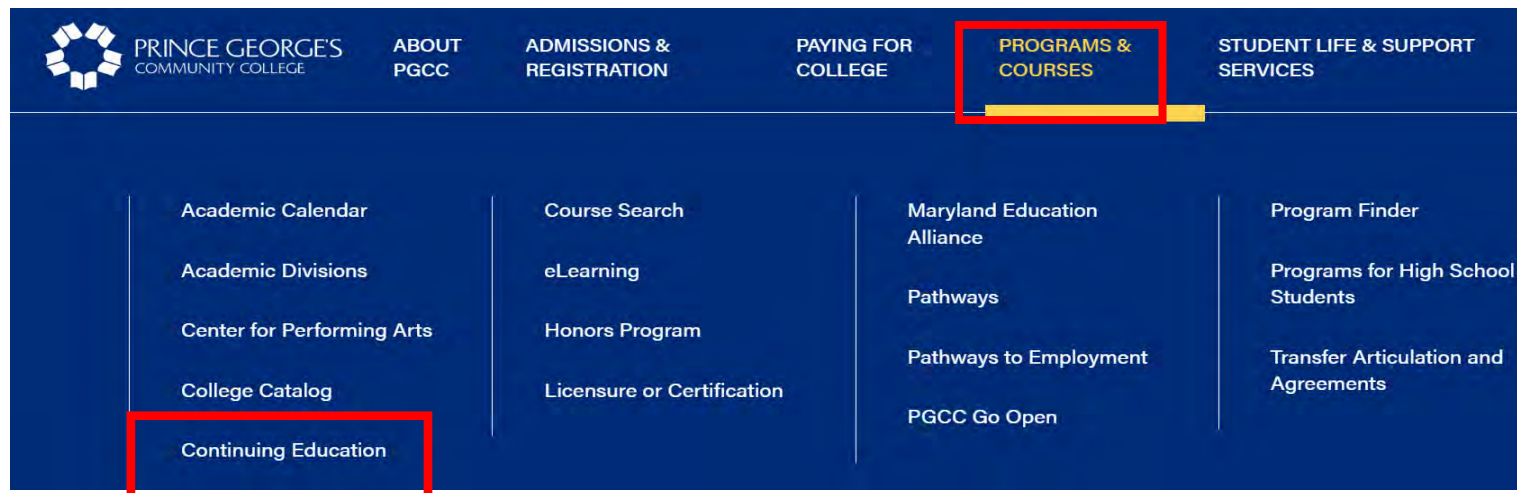 PRINCE GEORGE'S
COMMUNITY COLLEGE
ABOUT
PGCC
ADMISSIONS &
REGISTRATION
PAYING FOR
COLLEGE
PROGRAMS &
COURSES
STUDENT LIFE & SUPPORT
SERVICES
Academic Calendar
Academic Divisions
Center for Performing Arts
College Catalog
Continuing Education
Course Search
eLearning
Honors Program
Licensure or Certification
Maryland Education
Alliance
Pathways
Pathways to Employment
PGCC Go Open
Program Finder
Programs for High School
Students
Transfer Articulation and
Agreements